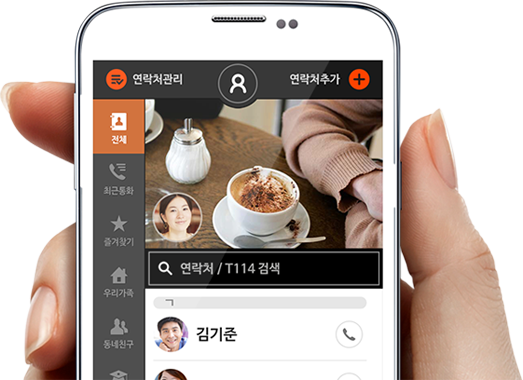 연락처관리
연락처추가
전체
최근통화
즐겨찾기
우리가족
동네친구
연락처 / T114 검색
ㄱ
김기준